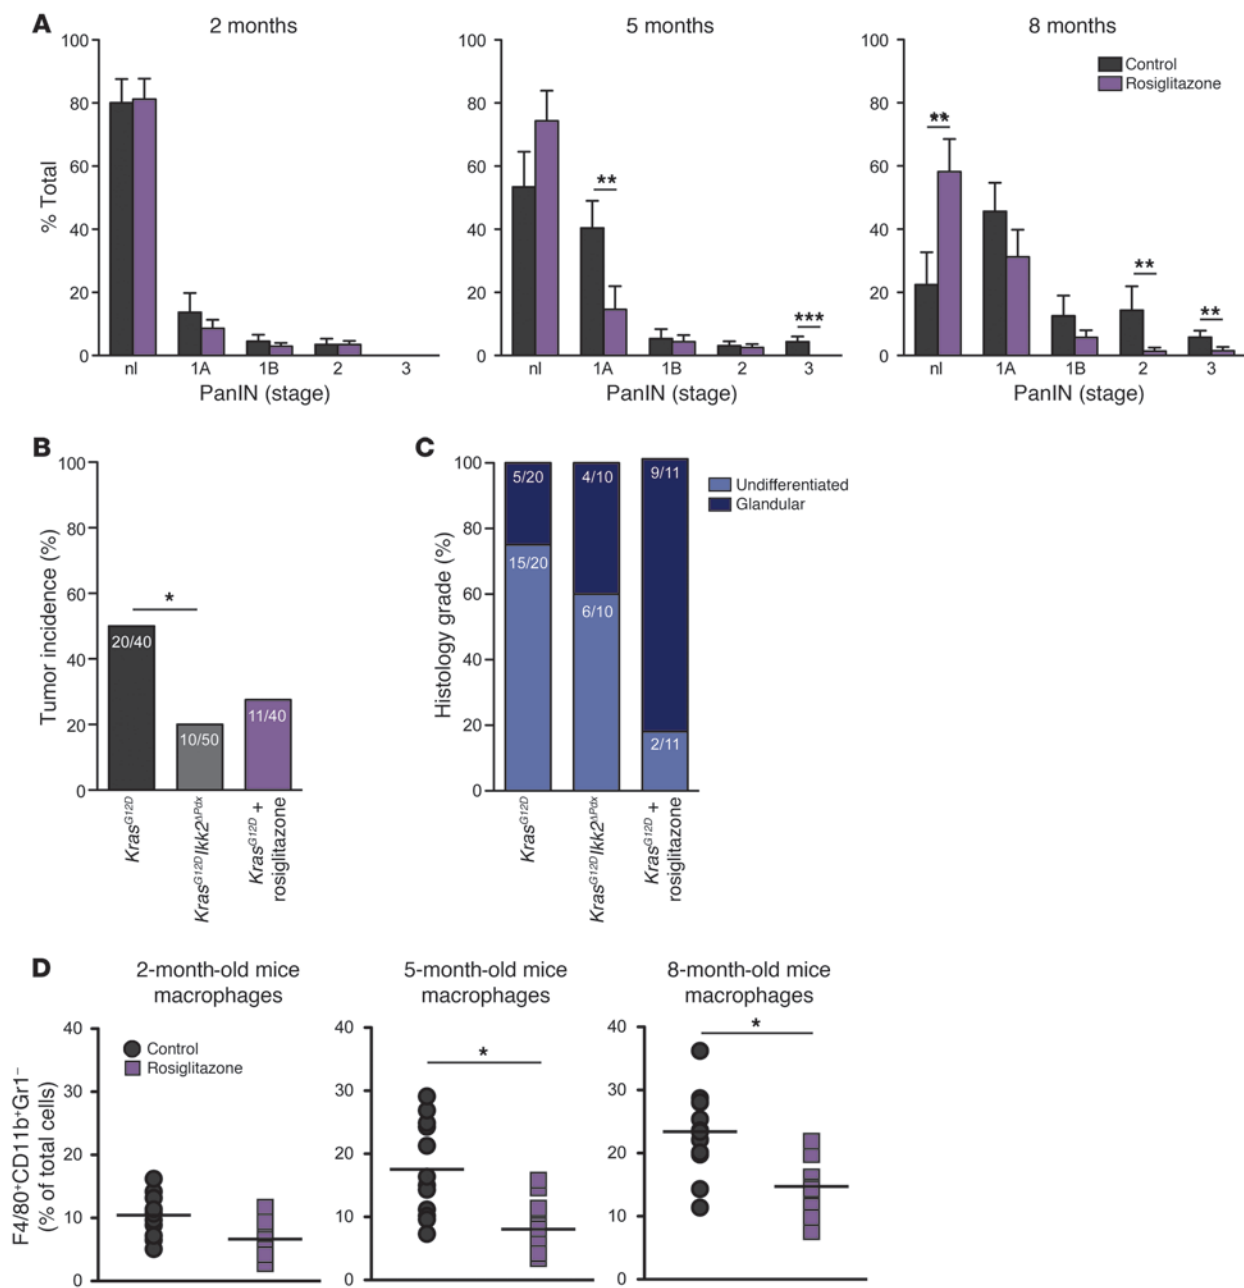 A
2 months
5 months
8 months
Control
Rosiglitazone
% Total
100
80
60
40
20
0
nl
1A
1B
2
3
PanIN (stage)
100
80
60
40
20
0
**
***
nl
1A
1B
2
3
PanIN (stage)
100
80
60
40
20
0
**
**
**
nl
1A
1B
2
3
PanIN (stage)
B
Tumor incidence (%)
100
80
60
40
20
0
*
20/40
10/50
11/40
KrasG12D
KrasG12DIkk2ΔPdx
KrasG12D +
rosiglitazone
C
Histology grade (%)
100
80
60
40
20
0
5/20
4/10
9/11
15/20
6/10
2/11
Undifferentiated
Glandular
KrasG12D
KrasG12DIkk2ΔPdx
KrasG12D +
rosiglitazone
D
2-month-old mice
macrophages
5-month-old mice
macrophages
8-month-old mice
macrophages
F4/80+CD11b+Gr1−
(% of total cells)
40
30
20
10
0
Control
Rosiglitazone
40
30
20
10
0
*
40
30
20
10
0
*